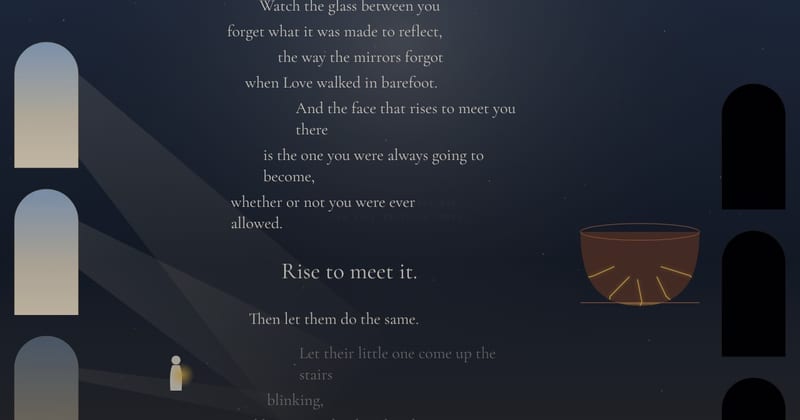 Watch the glass between you
forget what it was made to reflect,
the way the mirrors forgot
when Love walked in barefoot.
And the face that rises to meet you
there
is the one you were always going to
become,
whether or not you were ever
allowed.
Rise to meet it.
Then let them do the same.
Let their little one come up the
stairs
blinking,